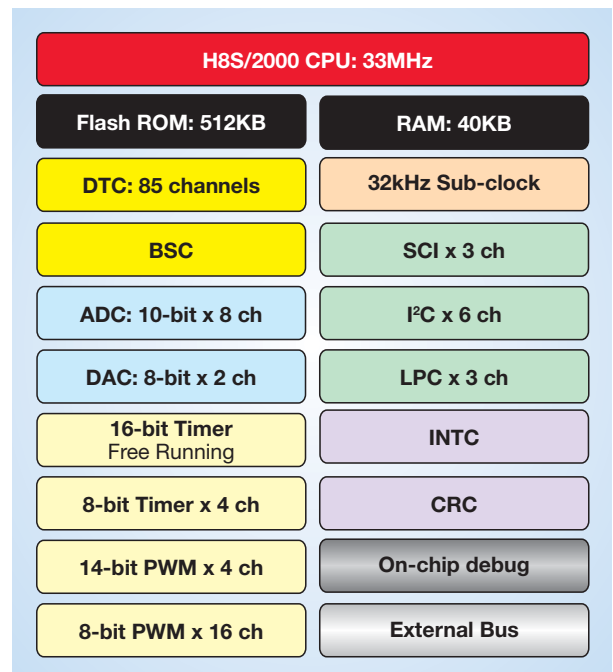 H8S/2000 CPU: 33MHz
Flash ROM: 512KB
RAM: 40KB
DTC: 85 channels
32kHz Sub-clock
BSC
SCI x 3 ch
ADC: 10-bit x 8 ch
I²C x 6 ch
DAC: 8-bit x 2 ch
LPC x 3 ch
16-bit Timer
Free Running
INTC
8-bit Timer x 4 ch
CRC
14-bit PWM x 4 ch
On-chip debug
8-bit PWM x 16 ch
External Bus